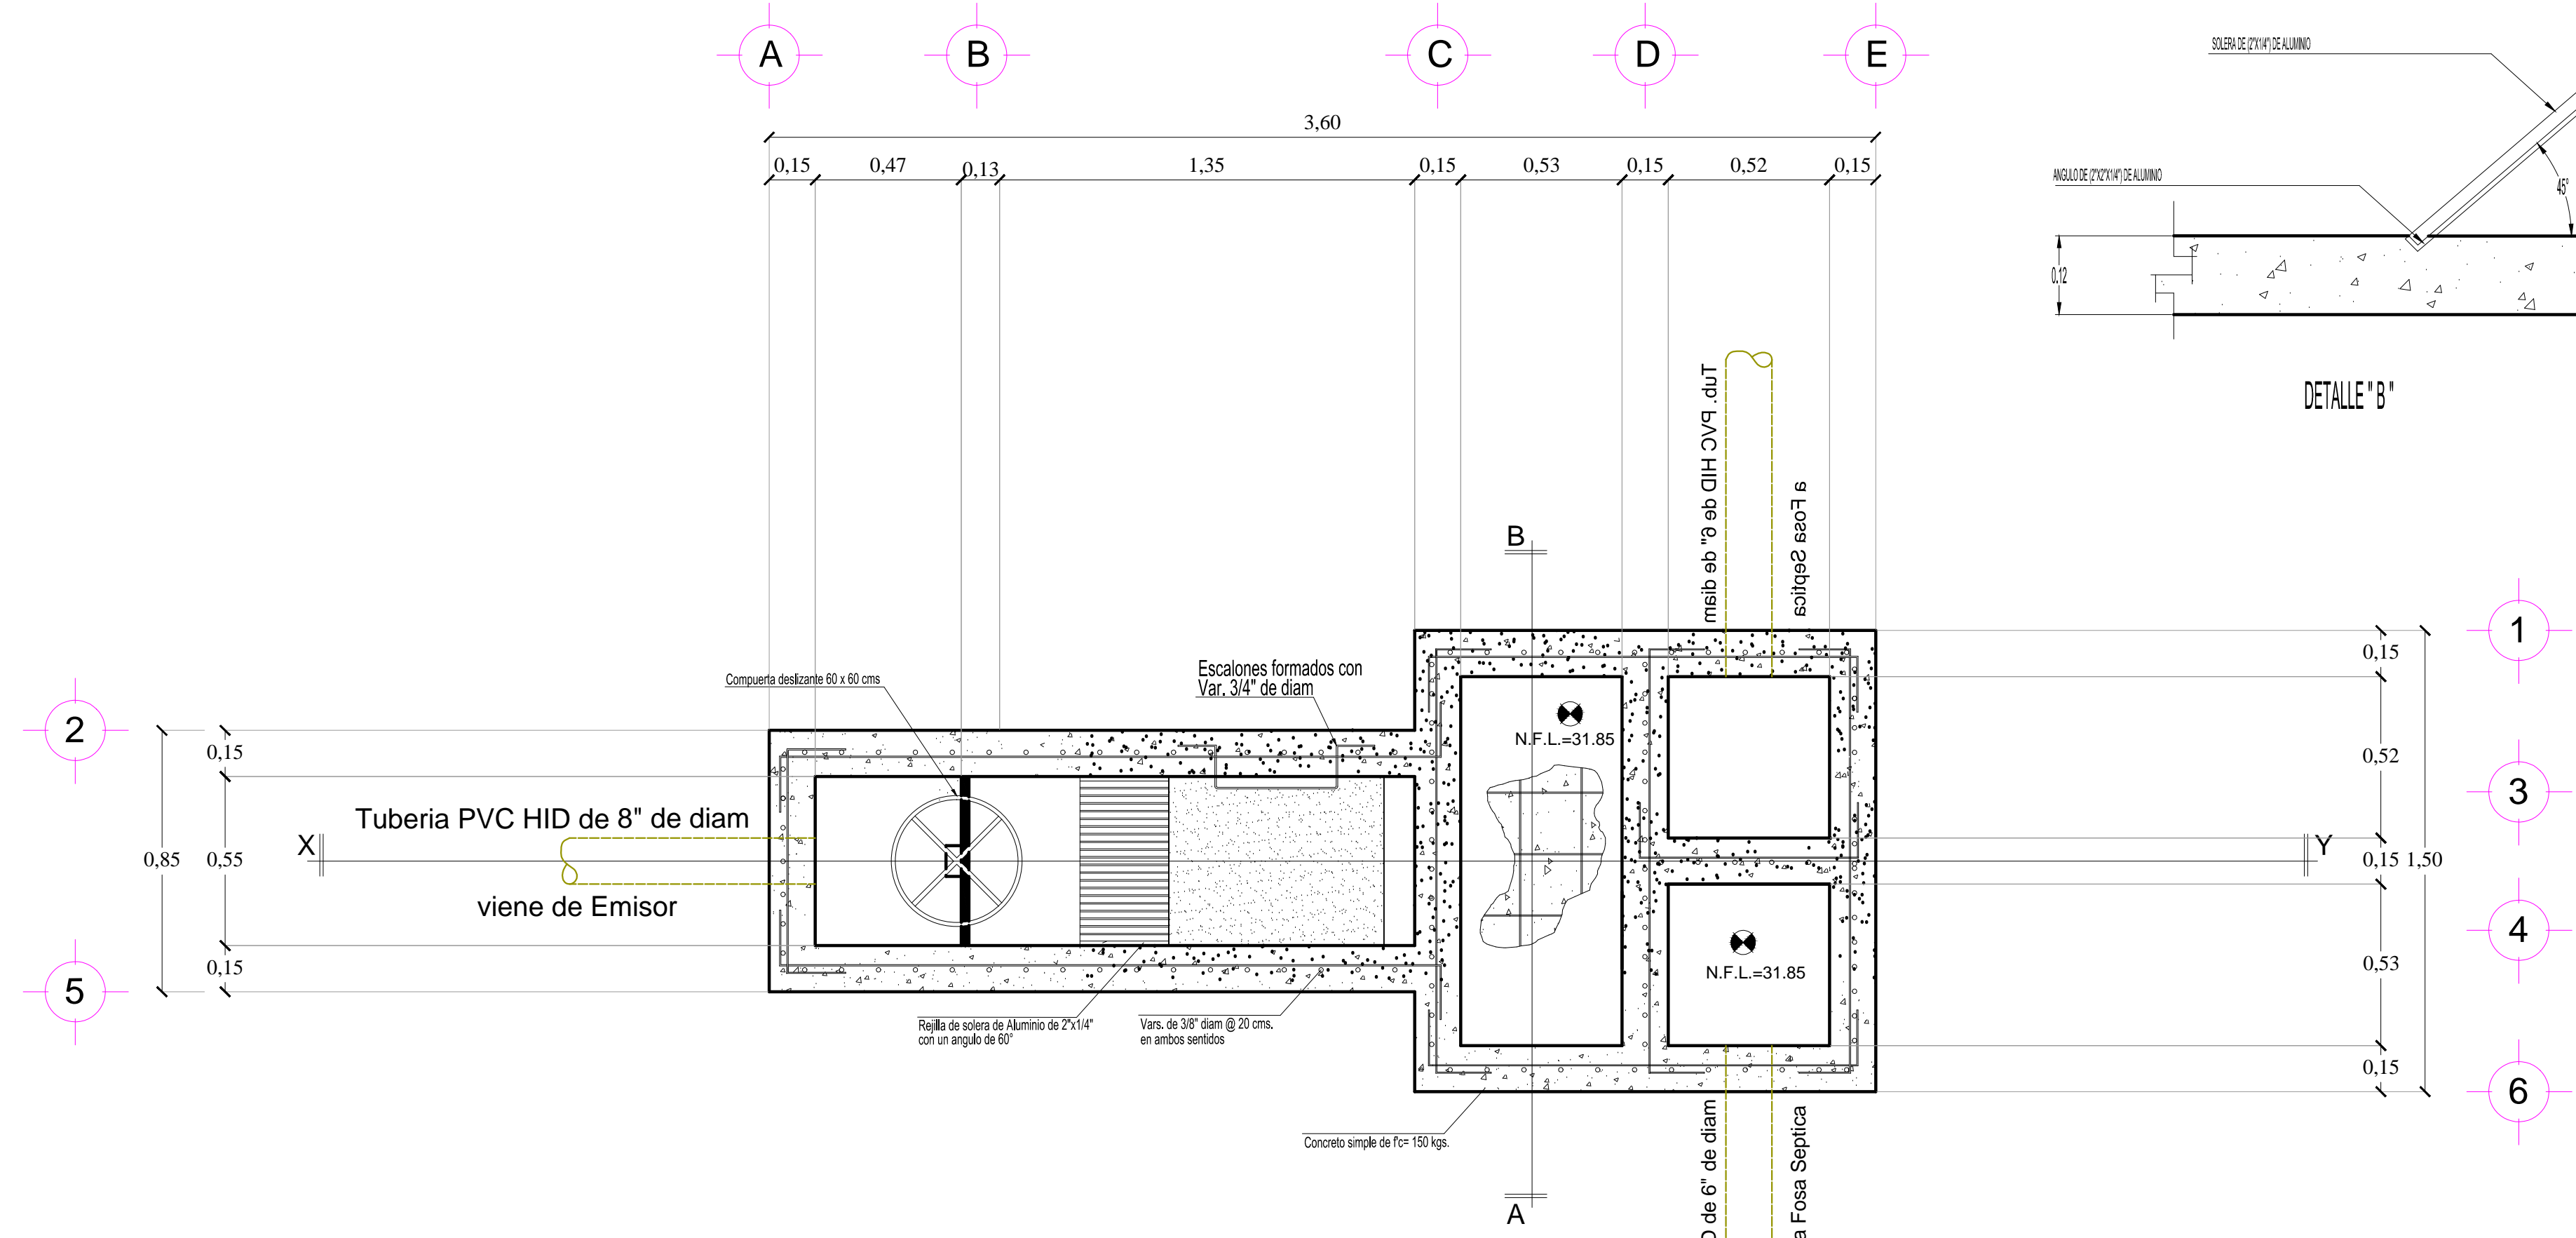 A
B
C
D
E
3,60
0,15
0,47
0,13
1,35
0,15
0,53
0,15
0,52
0,15
SOLERA DE (2"X1/4") DE ALUMINIO
ANGULO DE (2"X2"X1/4") DE ALUMINIO
45°
0.12
DETALLE " B "
Tub. PVC HID de 6" de diam
a Fosa Septica
B
1
2
3
4
5
6
0,15
0,52
0,15
1,50
0,53
0,15
0,15
0,85
0,55
0,15
Compuerta deslizante 60 x 60 cms
Escalones formados con
Var. 3/4" de diam
N.F.L.=31.85
Tuberia PVC HID de 8" de diam
X
Y
viene de Emisor
N.F.L.=31.85
Rejilla de solera de Aluminio de 2"x1/4"
con un angulo de 60°
Vars. de 3/8" diam @ 20 cms.
en ambos sentidos
Concreto simple de f'c= 150 kgs.
D de 6" de diam
a Fosa Septica
A